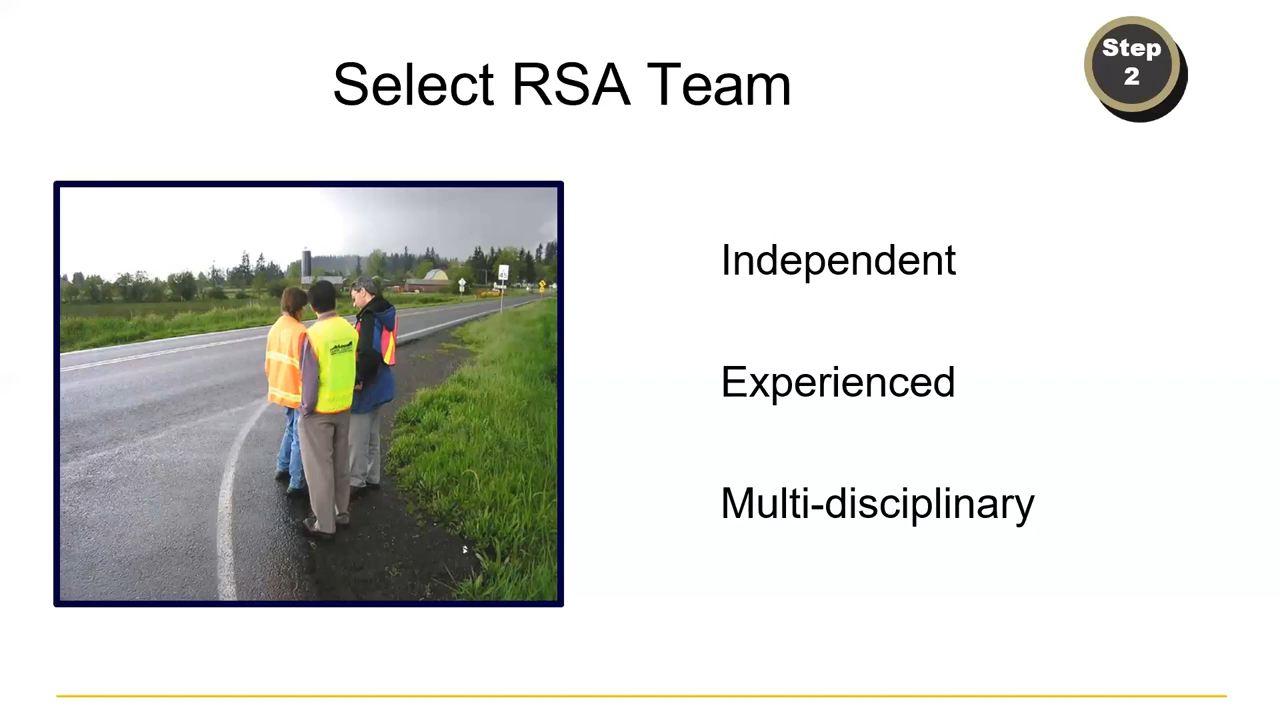 Select RSA Team
Step
2
Independent
Experienced
Multi-disciplinary